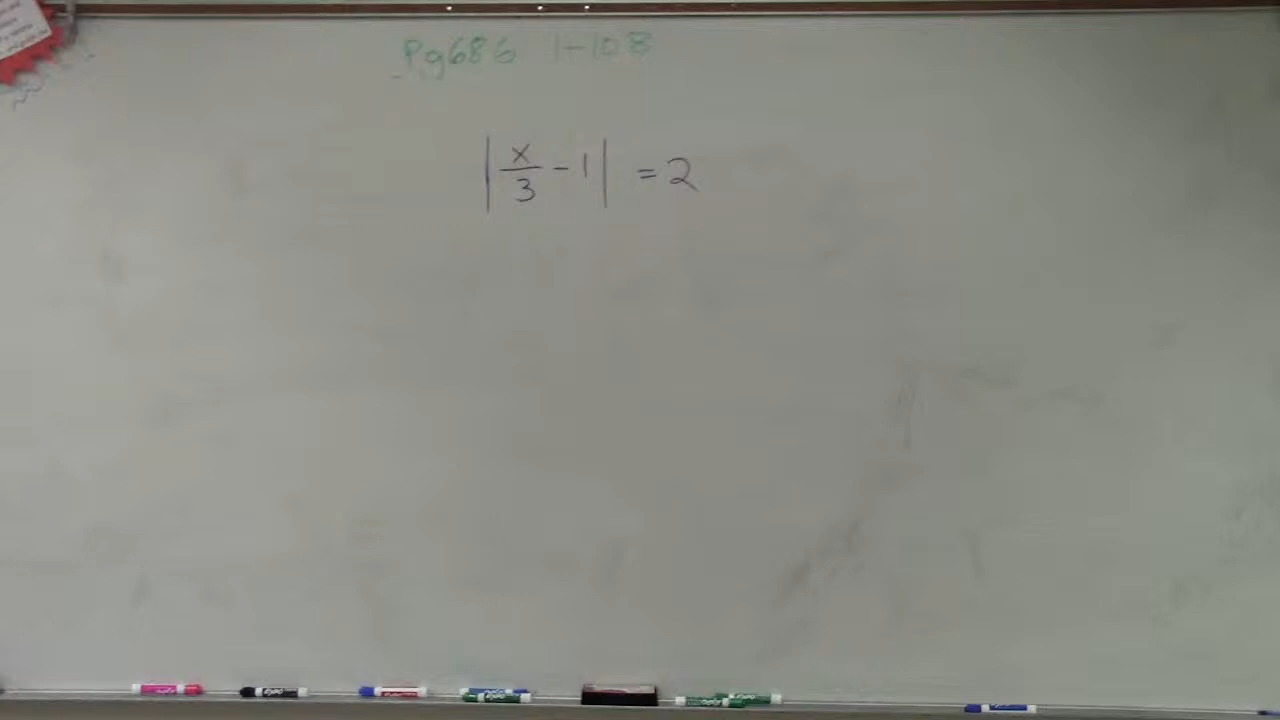 Pg686 1-108
|x/3 - 1| = 2